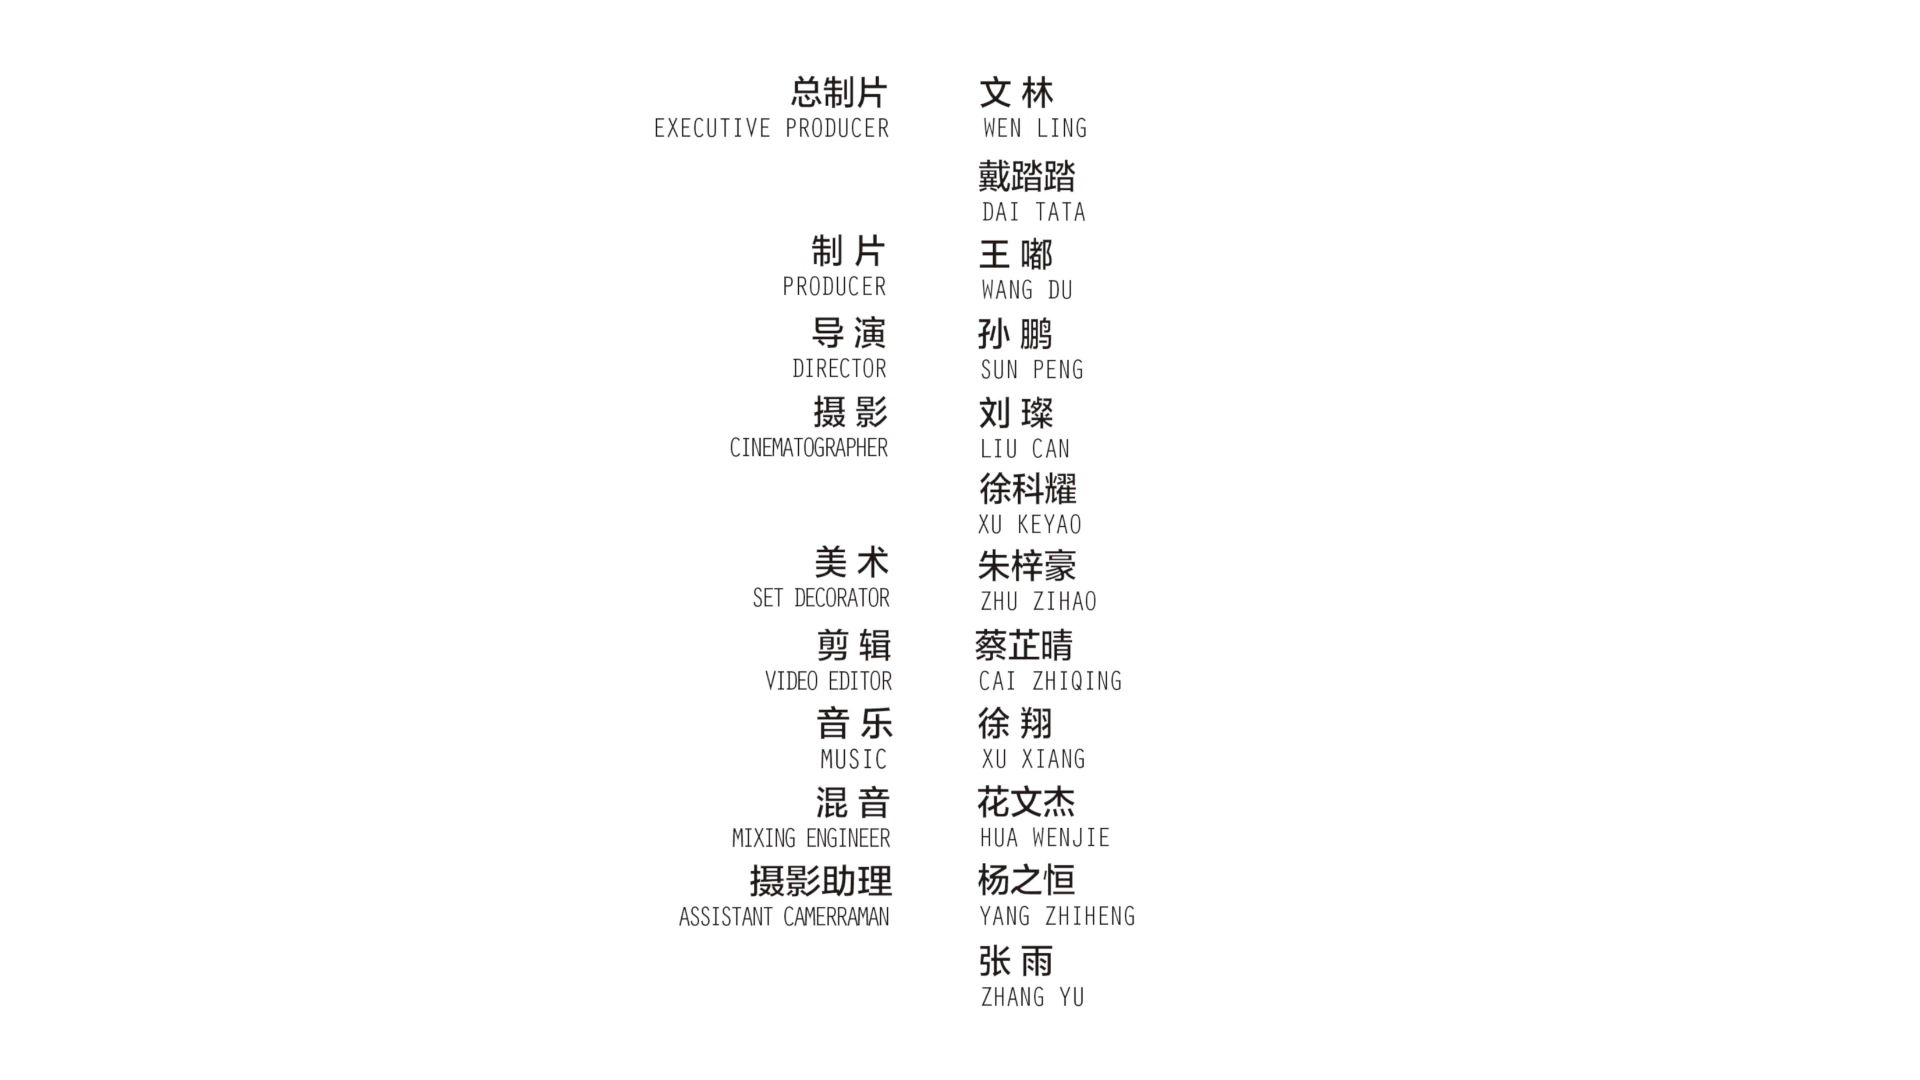 总制片 文 林
EXECUTIVE PRODUCER WEN LING
戴踏踏
DAI TATA
制 片 王 嘟
PRODUCER WANG DU
导 演 孙 鹏
DIRECTOR SUN PENG
摄 影 刘 璨
CINEMATOGRAPHER LIU CAN
徐科耀
XU KEYAO
美 术 朱梓豪
SET DECORATOR ZHU ZIHAO
剪 辑 蔡芷晴
VIDEO EDITOR CAI ZHIQING
音 乐 徐 翔
MUSIC XU XIANG
混 音 花文杰
MIXING ENGINEER HUA WENJIE
摄影助理 杨之恒
ASSISTANT CAMERRAMAN YANG ZHIHENG
张 雨
ZHANG YU